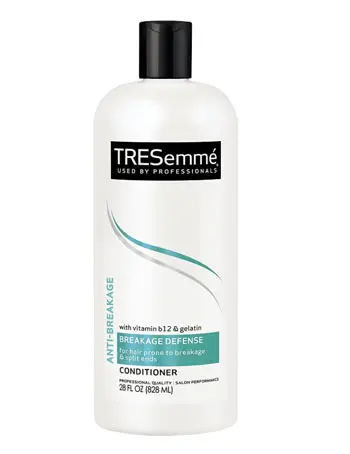 TRESemmé
USED BY PROFESSIONALS
ANTI-BREAKAGE
with vitamin b12 & gelatin
BREAKAGE DEFENSE
for hair prone to breakage
& split ends
CONDITIONER
PROFESSIONAL QUALITY : SALON PERFORMANCE
28 FL OZ (828 ML)